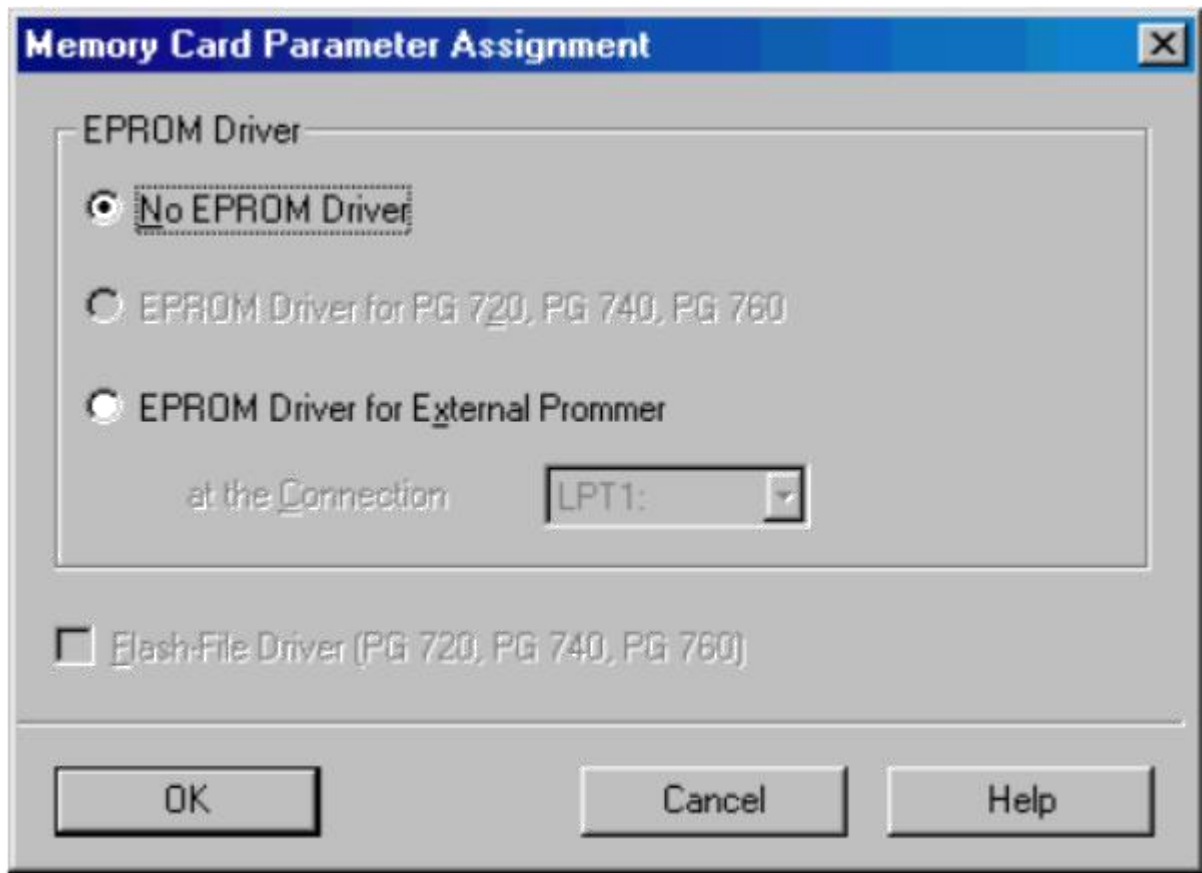 Memory Card Parameter Assignment
EPROM Driver
No EPROM Driver
EPROM Driver for PG 720, PG 740, PG 760
EPROM Driver for External Prommer
at the Connection LPT1:
Flash-File Driver (PG 720, PG 740, PG 760)
OK Cancel Help